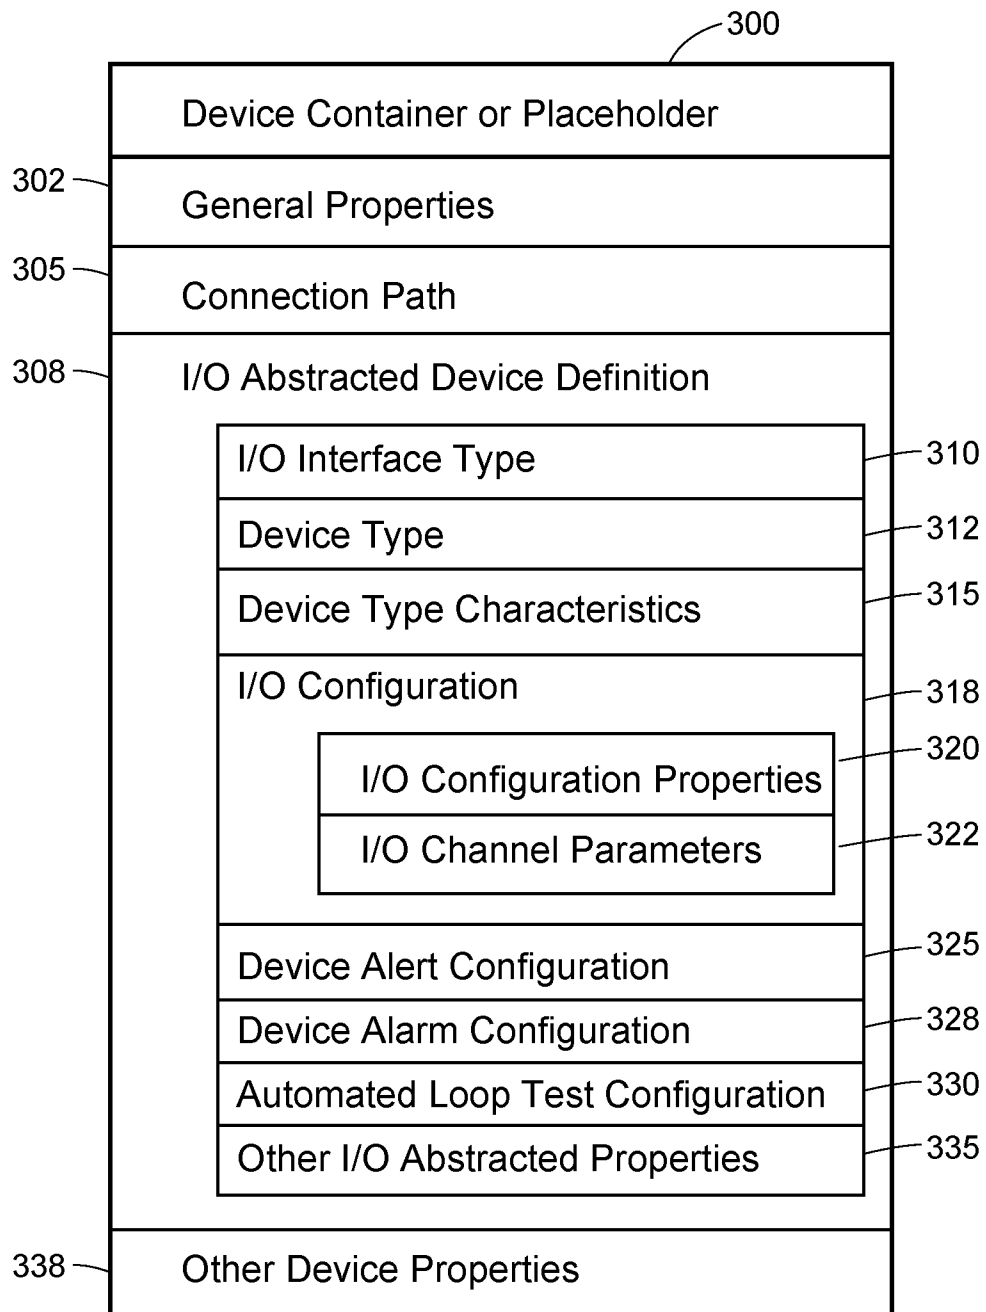 300
Device Container or Placeholder
302
General Properties
305
Connection Path
308
I/O Abstracted Device Definition
I/O Interface Type
310
Device Type
312
Device Type Characteristics
315
I/O Configuration
318
320
I/O Configuration Properties
I/O Channel Parameters
322
Device Alert Configuration
325
Device Alarm Configuration
328
Automated Loop Test Configuration
330
Other I/O Abstracted Properties
335
338
Other Device Properties